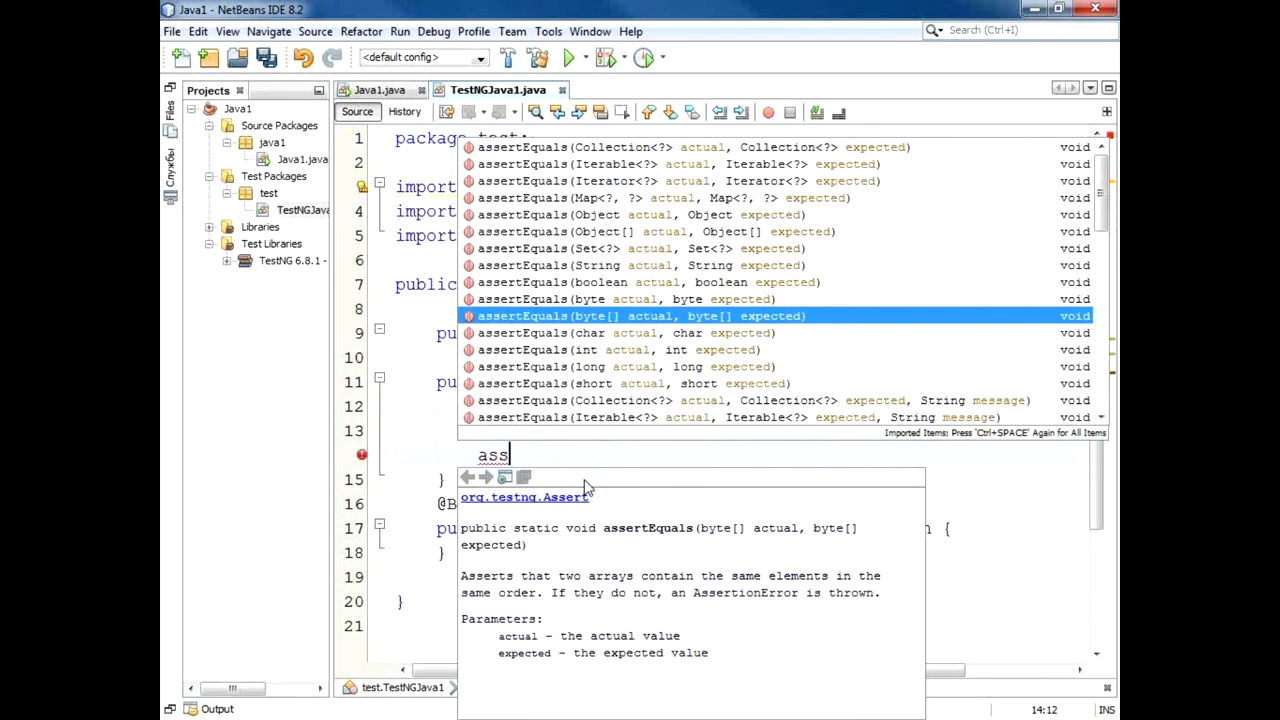 Java1 - NetBeans IDE 8.2
File Edit View Navigate Source Refactor Run Debug Profile Team Tools Window Help
Search (Ctrl+I)
<default config>
Projects
Java1.java
TestNGJava1.java
Source History
Files
Службы
Java1
Source Packages
java1
Java1.java
Test Packages
test
TestNGJava
Libraries
Test Libraries
TestNG 6.8.1 -
1 package test;
2
3 import
4 import
5 import
6
7 public
8
9 pu
10
11 pu
12
13
ass
15 }
16 @B
17 pu n {
18 }
19
20 }
21
assertEquals(Collection<?> actual, Collection<?> expected) void
assertEquals(Iterable<?> actual, Iterable<?> expected) void
assertEquals(Iterator<?> actual, Iterator<?> expected) void
assertEquals(Map<?, ?> actual, Map<?, ?> expected) void
assertEquals(Object actual, Object expected) void
assertEquals(Object[] actual, Object[] expected) void
assertEquals(Set<?> actual, Set<?> expected) void
assertEquals(String actual, String expected) void
assertEquals(boolean actual, boolean expected) void
assertEquals(byte actual, byte expected) void
assertEquals(byte[] actual, byte[] expected) void
assertEquals(char actual, char expected) void
assertEquals(int actual, int expected) void
assertEquals(long actual, long expected) void
assertEquals(short actual, short expected) void
assertEquals(Collection<?> actual, Collection<?> expected, String message) void
assertEquals(Iterable<?> actual, Iterable<?> expected, String message) void
Imported Items: Press 'Ctrl+SPACE' Again for All Items
org.testng.Assert
public static void assertEquals(byte[] actual, byte[]
expected)
Asserts that two arrays contain the same elements in the
same order. If they do not, an AssertionError is thrown.
Parameters:
actual - the actual value
expected - the expected value
test.TestNGJava1
Output
14:12
INS